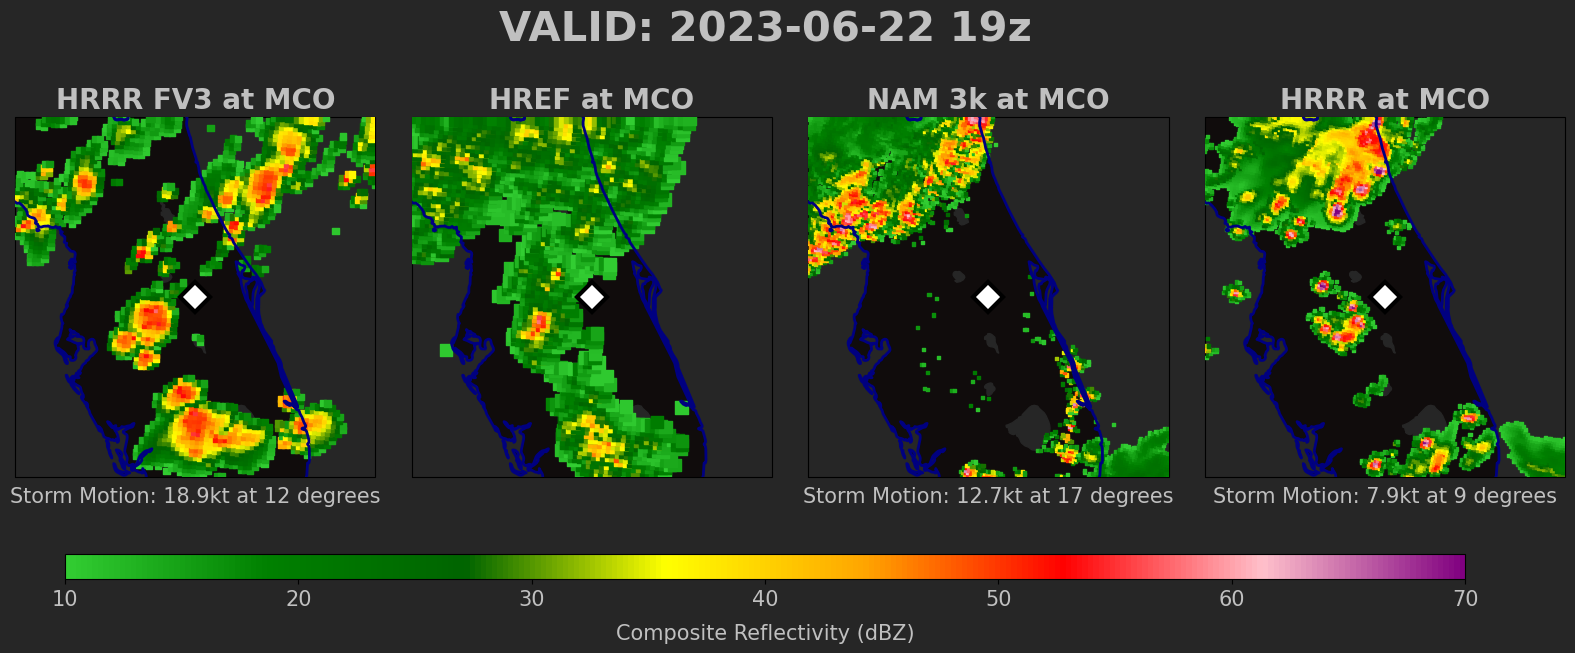 VALID: 2023-06-22 19z
HRRR FV3 at MCO
HREF at MCO
NAM 3k at MCO
HRRR at MCO
Storm Motion: 18.9kt at 12 degrees
Storm Motion: 12.7kt at 17 degrees
Storm Motion: 7.9kt at 9 degrees
10 20 30 40 50 60 70
Composite Reflectivity (dBZ)